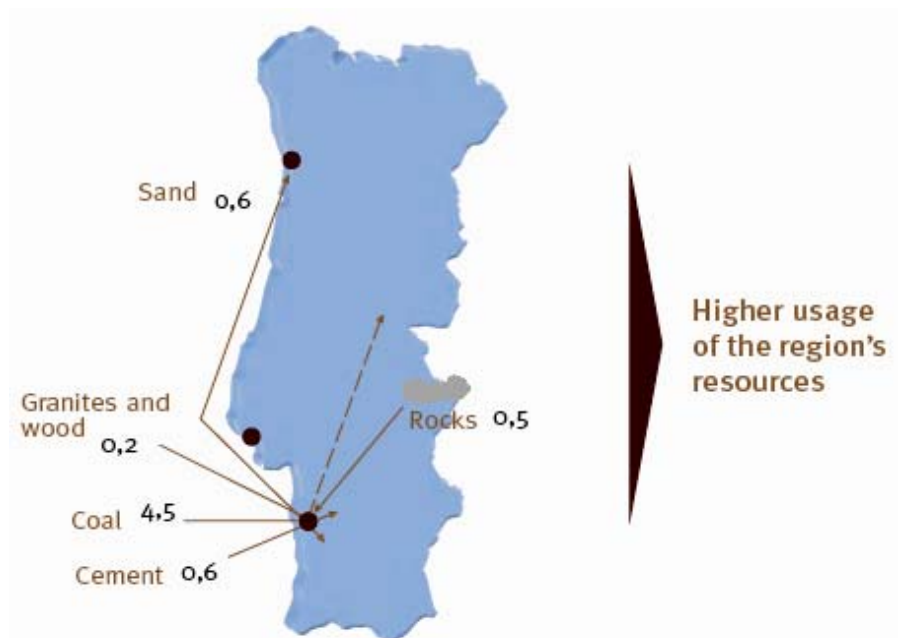 Sand 0,6
Higher usage
of the region's
resources
Granites and
wood 0,2
Rocks 0,5
Coal 4,5
Cement 0,6